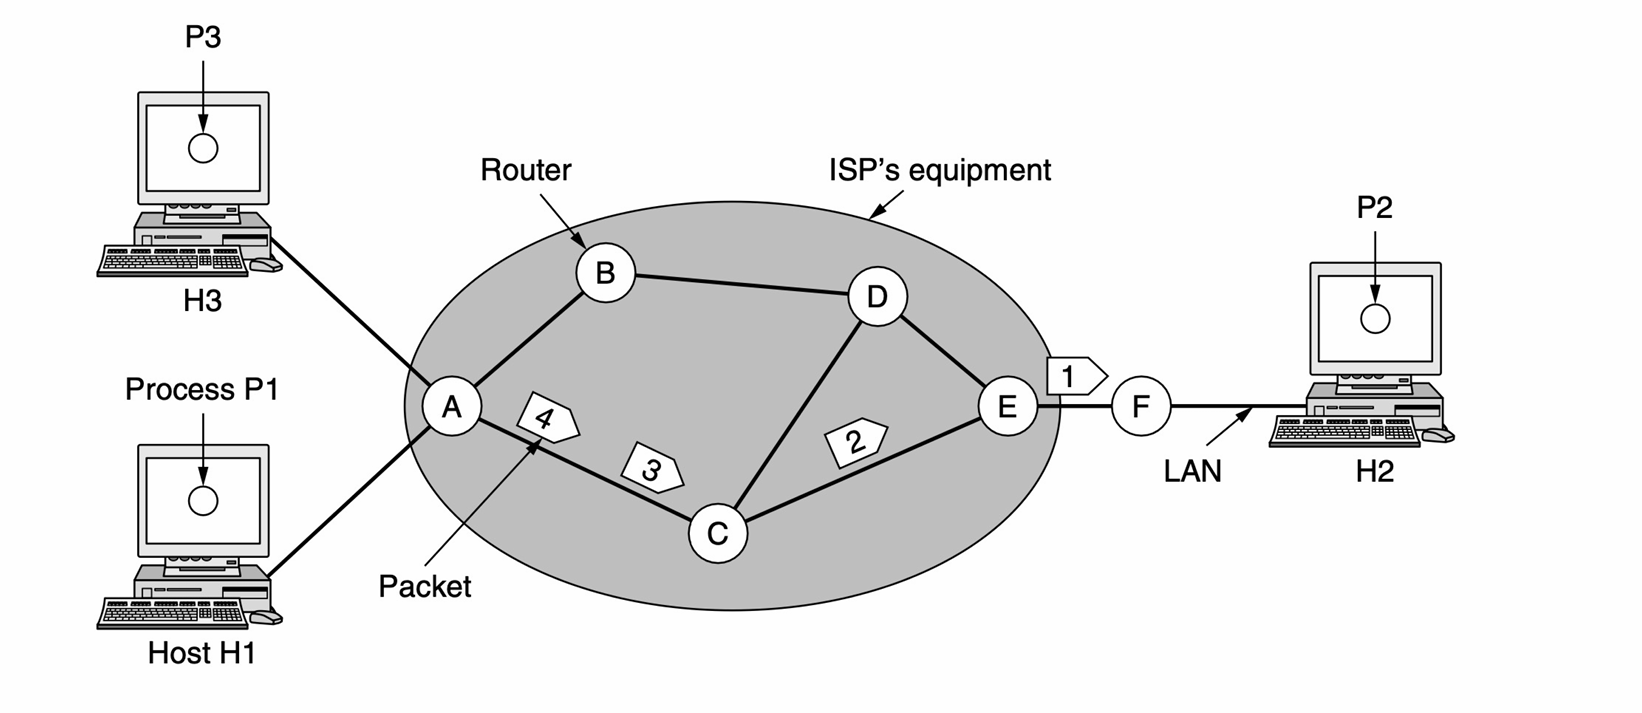 P3
Router
ISP's equipment
P2
B
D
H3
Process P1
A
4
1
E
F
3
2
LAN
H2
C
Packet
Host H1